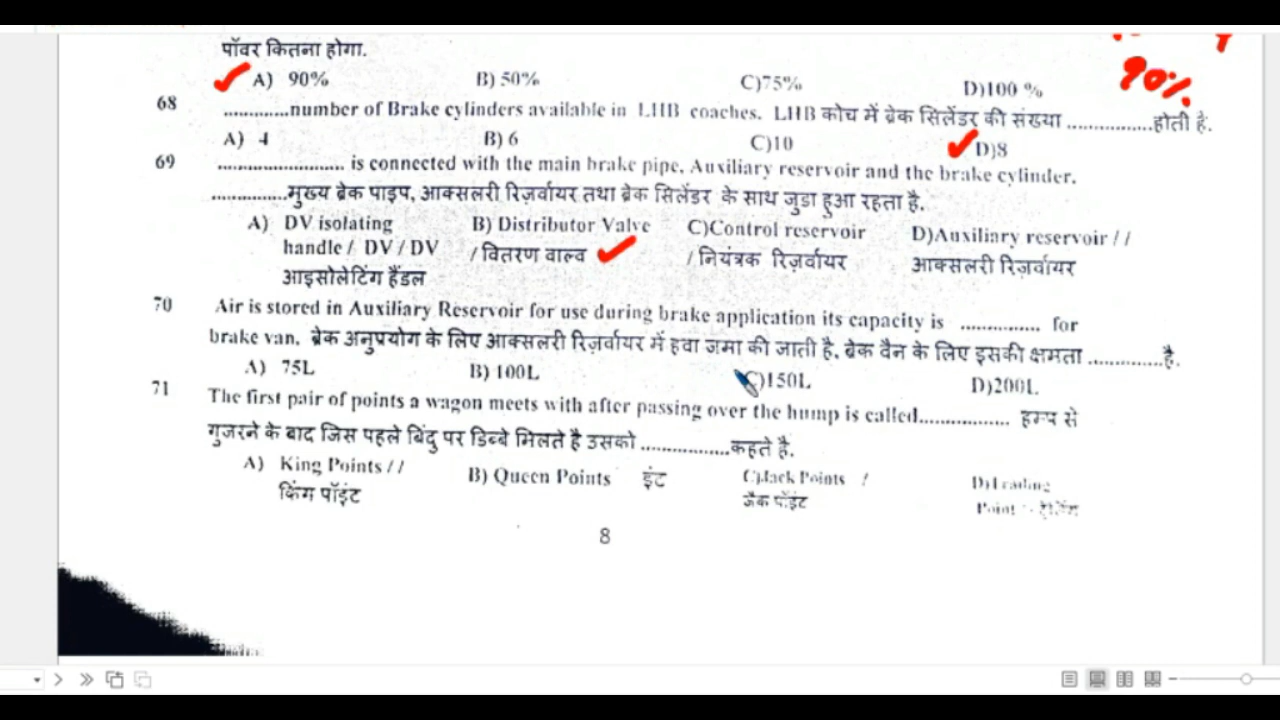 पॉवर कितना होगा.
A) 90% B) 50% C)75% D)100 %
90%.
68 ............number of Brake cylinders available in LHB coaches. LHB कोच में ब्रेक सिलेंडर की संख्या ................होती है.
A) 4 B) 6 C)10 D)8
69 ....................... is connected with the main brake pipe, Auxiliary reservoir and the brake cylinder.
..............मुख्य ब्रेक पाइप, आक्सलरी रिज़र्वायर तथा ब्रेक सिलेंडर के साथ जुडा हुआ रहता है.
A) DV isolating handle / DV / DV आइसोलेटिंग हैंडल B) Distributor Valve / वितरण वाल्व C)Control reservoir / नियंत्रक रिज़र्वायर D)Auxiliary reservoir // आक्सलरी रिज़र्वायर
70 Air is stored in Auxiliary Reservoir for use during brake application its capacity is ............... for
brake van. ब्रेक अनुप्रयोग के लिए आक्सलरी रिज़र्वायर में हवा जमा की जाती है. ब्रेक वैन के लिए इसकी क्षमता ..............है.
A) 75L B) 100L C)150L D)200L
71 The first pair of points a wagon meets with after passing over the hump is called................. हम्प से
गुजरने के बाद जिस पहले बिंदु पर डिब्बे मिलते है उसको .................कहते है.
A) King Points // किंग पॉइंट B) Queen Points इंट C)Jack Points / जैक पॉइंट Point
8